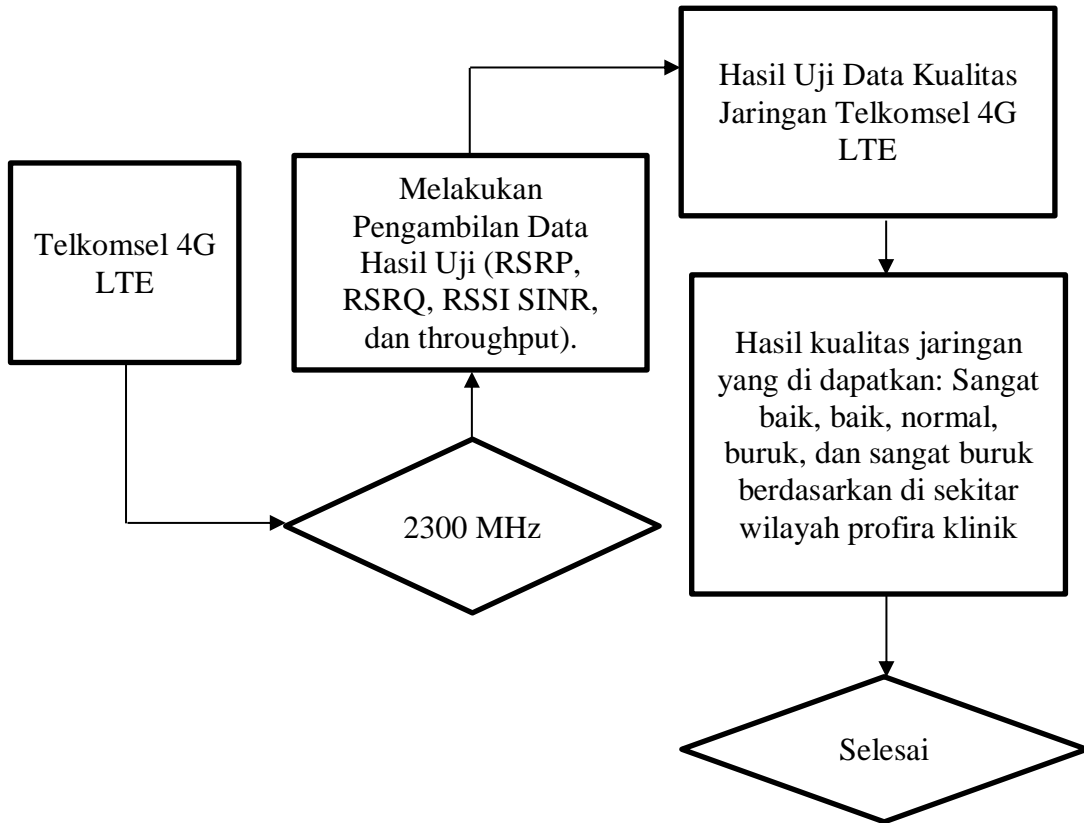 Telkomsel 4G
LTE
2300 MHz
Melakukan
Pengambilan Data
Hasil Uji (RSRP,
RSRQ, RSSI SINR,
dan throughput).
Hasil Uji Data Kualitas
Jaringan Telkomsel 4G
LTE
Hasil kualitas jaringan
yang di dapatkan: Sangat
baik, baik, normal,
buruk, dan sangat buruk
berdasarkan di sekitar
wilayah profira klinik
Selesai